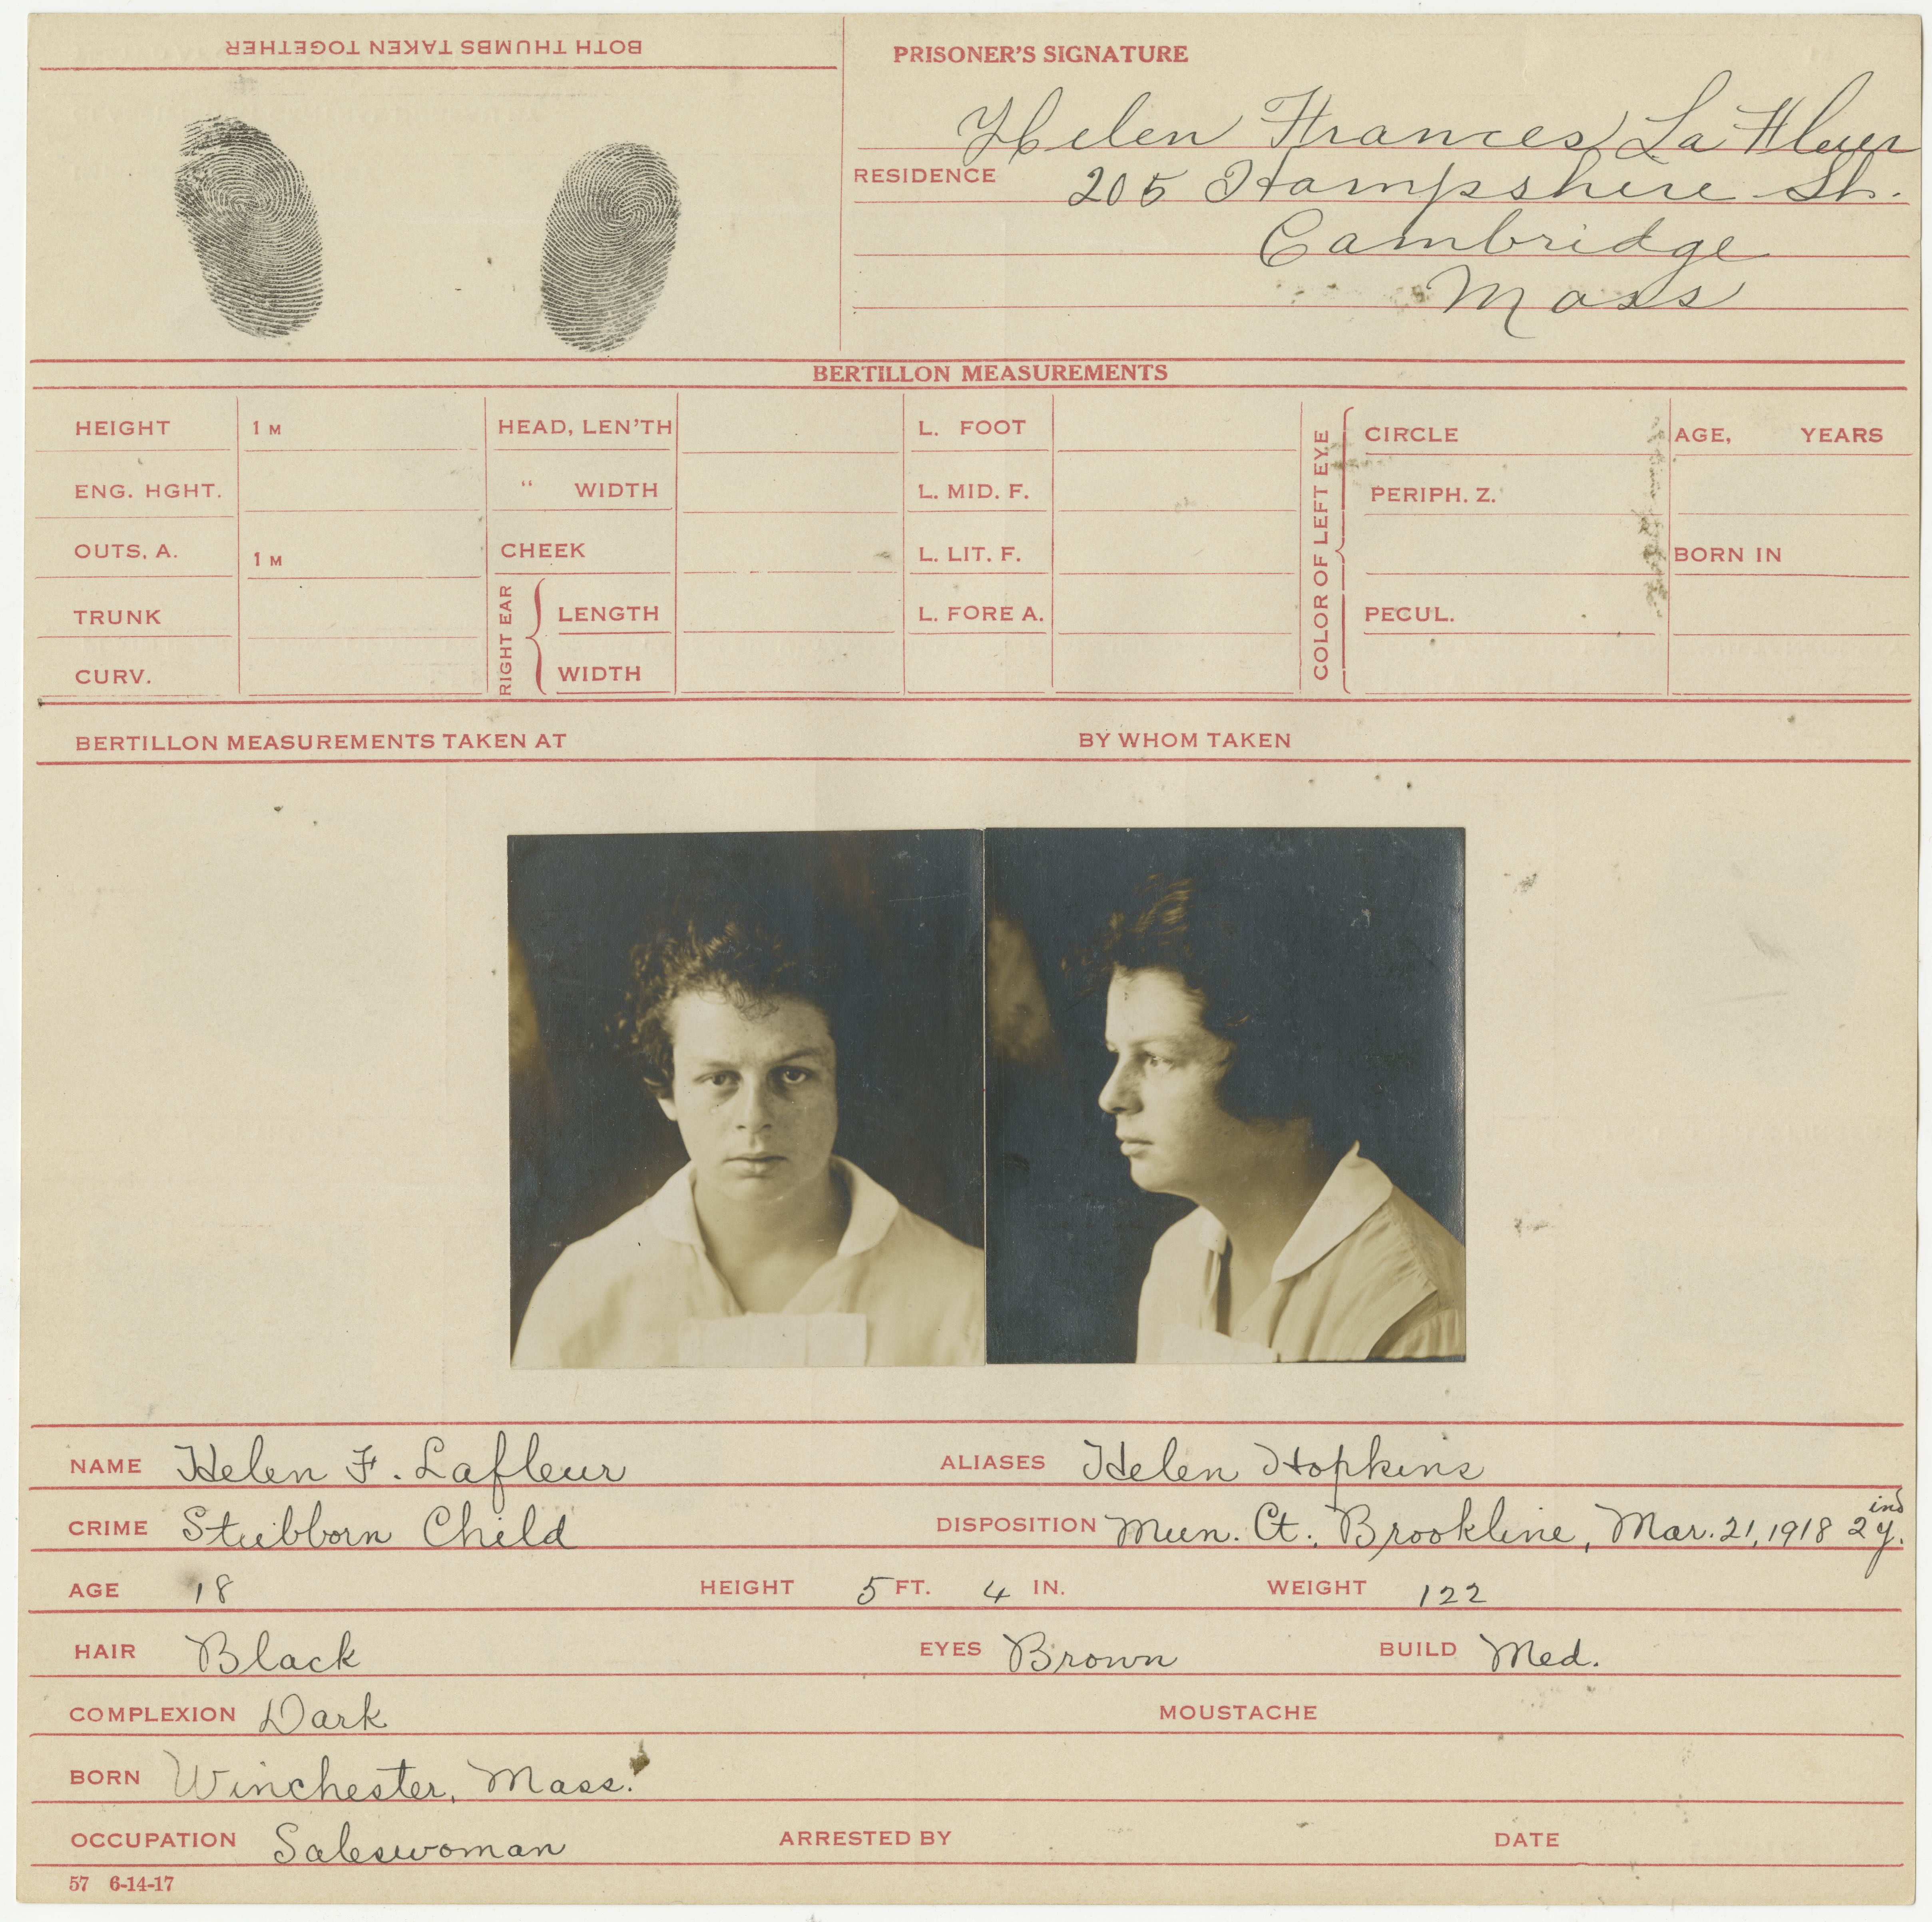 BOTH THUMBS TAKEN TOGETHER
PRISONER'S SIGNATURE
Helen Frances La Fleur
RESIDENCE 205 Hampshire St.
Cambridge
Mass
BERTILLON MEASUREMENTS
HEIGHT 1 M HEAD, LEN'TH L. FOOT CIRCLE AGE, YEARS
ENG. HGHT. " WIDTH L. MID. F. PERIPH. Z.
OUTS, A. 1 M CHEEK L. LIT. F. BORN IN
TRUNK LENGTH L. FORE A. PECUL.
CURV. WIDTH
RIGHT EAR
COLOR OF LEFT EYE
BERTILLON MEASUREMENTS TAKEN AT BY WHOM TAKEN
NAME Helen F. Lafleur ALIASES Helen Hopkins
CRIME Stubborn Child DISPOSITION Mun. Ct. Brookline, Mar. 21, 1918 2 y. ind
AGE 18 HEIGHT 5 FT. 4 IN. WEIGHT 122
HAIR Black EYES Brown BUILD Med.
COMPLEXION Dark MOUSTACHE
BORN Winchester, Mass.
OCCUPATION Saleswoman ARRESTED BY DATE
57 6-14-17